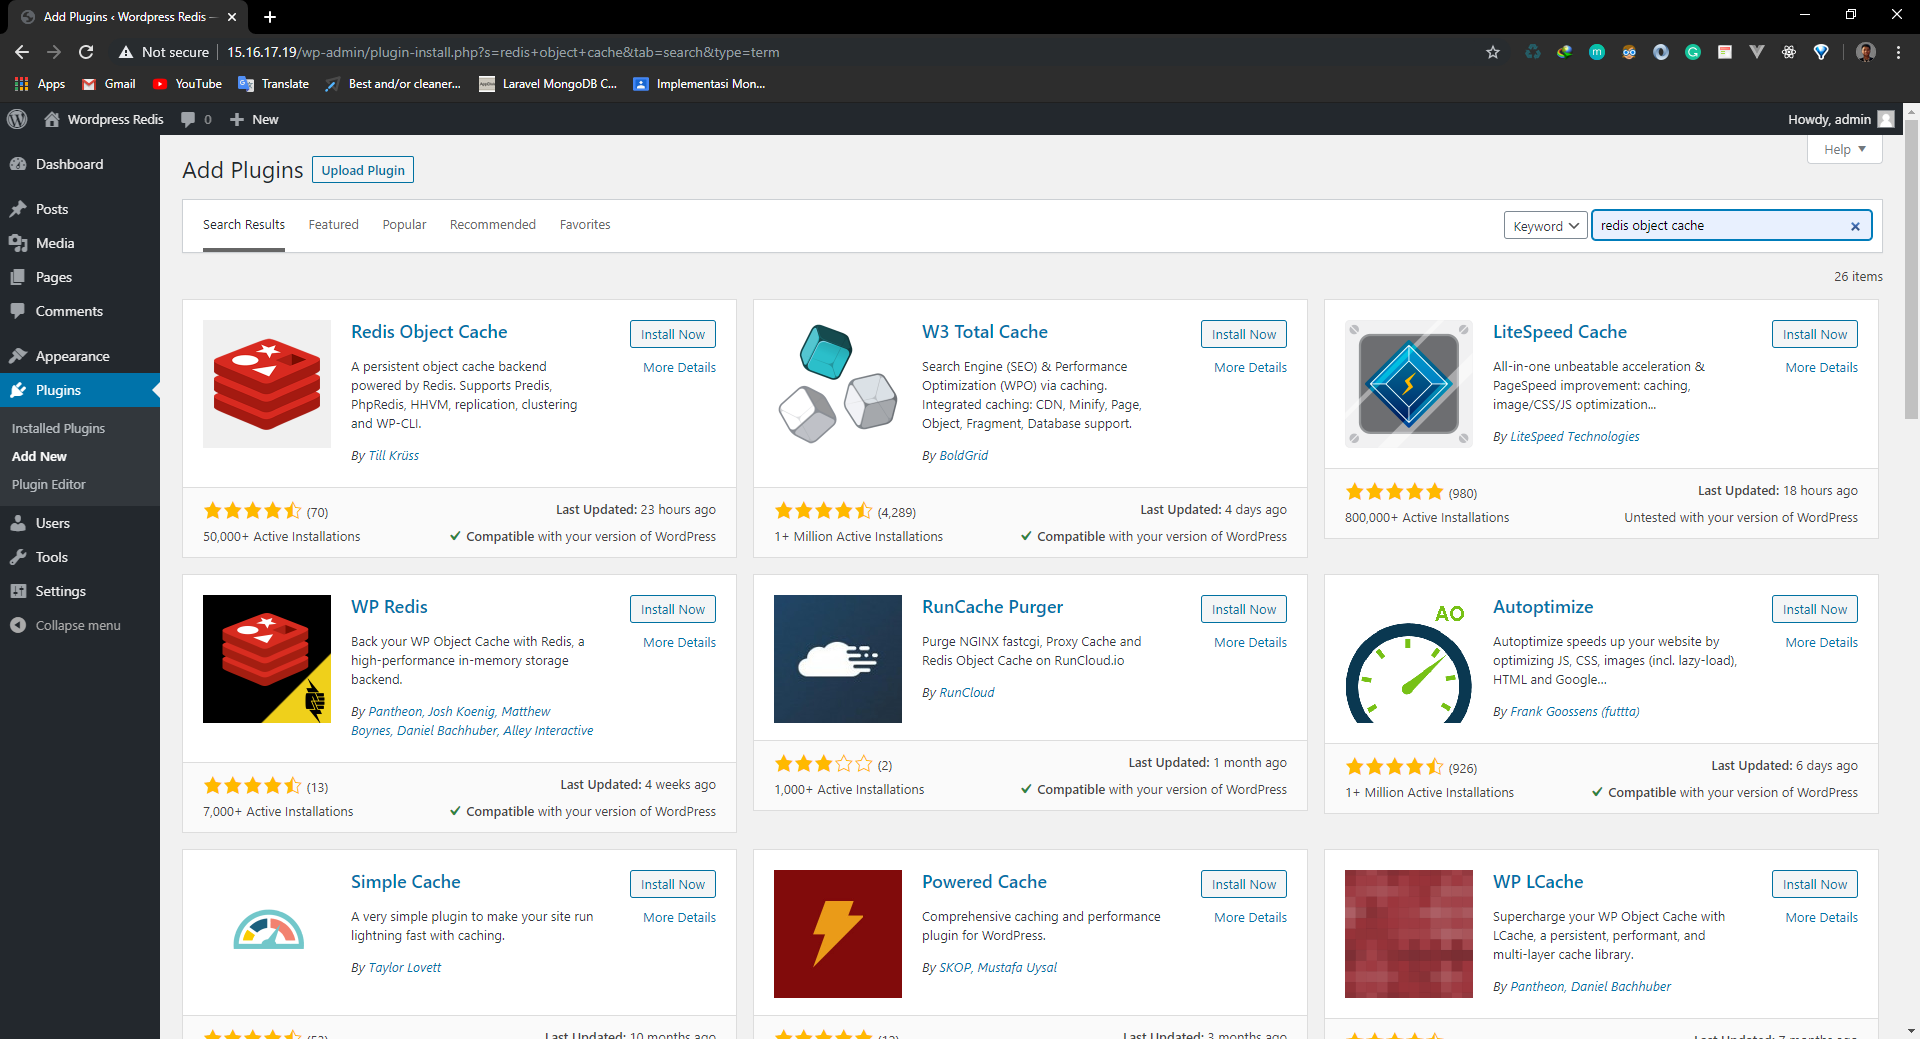 Add Plugins ‹ Wordpress Redis —
Not secure
15.16.17.19/wp-admin/plugin-install.php?s=redis+object+cache&tab=search&type=term
Apps
Gmail
YouTube
Translate
Best and/or cleaner...
Laravel MongoDB C...
Implementasi Mon...
Wordpress Redis
0
New
Howdy, admin
Dashboard
Posts
Media
Pages
Comments
Appearance
Plugins
Installed Plugins
Add New
Plugin Editor
Users
Tools
Settings
Collapse menu
Help
Add Plugins
Upload Plugin
Search Results
Featured
Popular
Recommended
Favorites
Keyword
redis object cache
26 items
Redis Object Cache
Install Now
More Details
A persistent object cache backend
powered by Redis. Supports Predis,
PhpRedis, HHVM, replication, clustering
and WP-CLI.
By Till Krüss
(70)
Last Updated: 23 hours ago
50,000+ Active Installations
Compatible with your version of WordPress
W3 Total Cache
Install Now
More Details
Search Engine (SEO) & Performance
Optimization (WPO) via caching.
Integrated caching: CDN, Minify, Page,
Object, Fragment, Database support.
By BoldGrid
(4,289)
Last Updated: 4 days ago
1+ Million Active Installations
Compatible with your version of WordPress
LiteSpeed Cache
Install Now
More Details
All-in-one unbeatable acceleration &
PageSpeed improvement: caching,
image/CSS/JS optimization...
By LiteSpeed Technologies
(980)
Last Updated: 18 hours ago
800,000+ Active Installations
Untested with your version of WordPress
WP Redis
Install Now
More Details
Back your WP Object Cache with Redis, a
high-performance in-memory storage
backend.
By Pantheon, Josh Koenig, Matthew
Boynes, Daniel Bachhuber, Alley Interactive
(13)
Last Updated: 4 weeks ago
7,000+ Active Installations
Compatible with your version of WordPress
RunCache Purger
Install Now
More Details
Purge NGINX fastcgi, Proxy Cache and
Redis Object Cache on RunCloud.io
By RunCloud
(2)
Last Updated: 1 month ago
1,000+ Active Installations
Compatible with your version of WordPress
AO
Autoptimize
Install Now
More Details
Autoptimize speeds up your website by
optimizing JS, CSS, images (incl. lazy-load),
HTML and Google...
By Frank Goossens (futtta)
(926)
Last Updated: 6 days ago
1+ Million Active Installations
Compatible with your version of WordPress
Simple Cache
Install Now
More Details
A very simple plugin to make your site run
lightning fast with caching.
By Taylor Lovett
Last Updated: 10 months ago
Powered Cache
Install Now
More Details
Comprehensive caching and performance
plugin for WordPress.
By SKOP, Mustafa Uysal
Last Updated: 3 months ago
WP LCache
Install Now
More Details
Supercharge your WP Object Cache with
LCache, a persistent, performant, and
multi-layer cache library.
By Pantheon, Daniel Bachhuber
Last Updated: 7 months ago